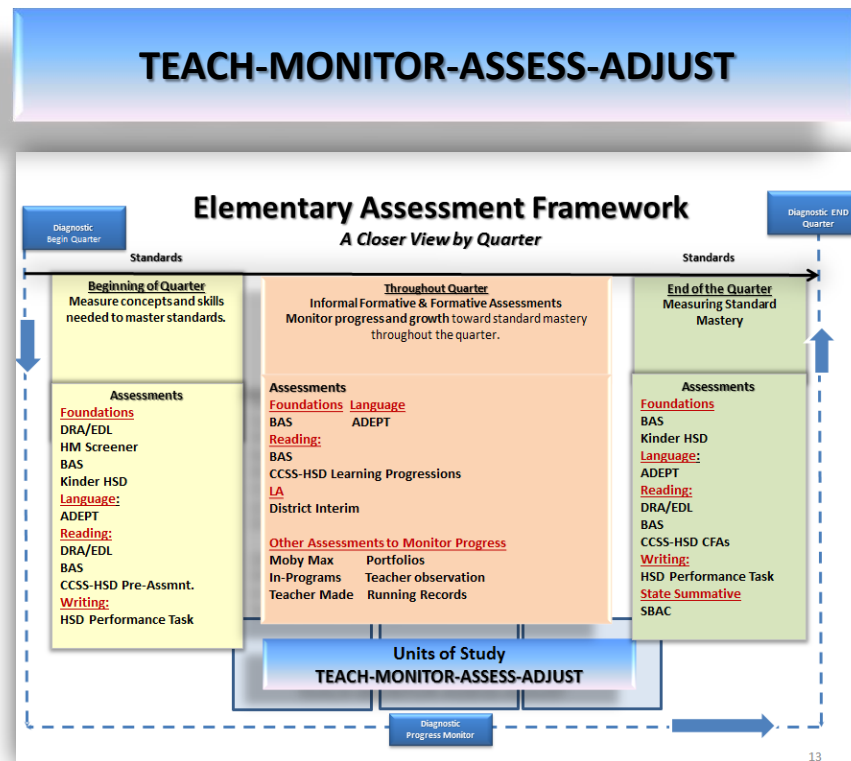 TEACH-MONITOR-ASSESS-ADJUST
Elementary Assessment Framework
A Closer View by Quarter
Diagnostic
Begin Quarter
Diagnostic END
Quarter
Standards
Standards
Beginning of Quarter
Measure concepts and skills
needed to master standards.
Assessments
Foundations
DRA/EDL
HM Screener
BAS
Kinder HSD
Language:
ADEPT
Reading:
DRA/EDL
BAS
CCSS-HSD Pre-Assmnt.
Writing:
HSD Performance Task
Throughout Quarter
Informal Formative & Formative Assessments
Monitor progress and growth toward standard mastery
throughout the quarter.
Assessments
Foundations Language
BAS ADEPT
Reading:
BAS
CCSS-HSD Learning Progressions
LA
District Interim
Other Assessments to Monitor Progress
Moby Max Portfolios
In-Programs Teacher observation
Teacher Made Running Records
End of the Quarter
Measuring Standard
Mastery
Assessments
Foundations
BAS
Kinder HSD
Language:
ADEPT
Reading:
DRA/EDL
BAS
CCSS-HSD CFAs
Writing:
HSD Performance Task
State Summative
SBAC
Units of Study
TEACH-MONITOR-ASSESS-ADJUST
Diagnostic
Progress Monitor
13